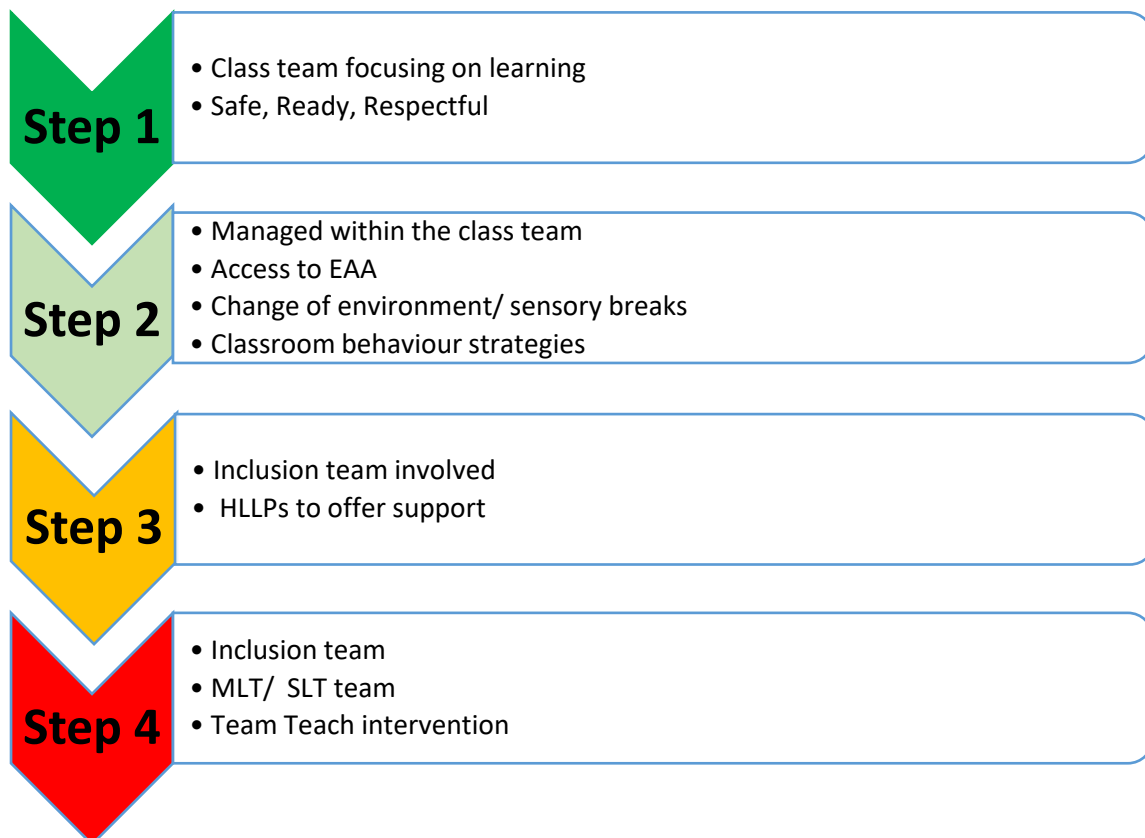 Step 1
• Class team focusing on learning
• Safe, Ready, Respectful
Step 2
• Managed within the class team
• Access to EAA
• Change of environment/ sensory breaks
• Classroom behaviour strategies
Step 3
• Inclusion team involved
• HLLPs to offer support
Step 4
• Inclusion team
• MLT/ SLT team
• Team Teach intervention